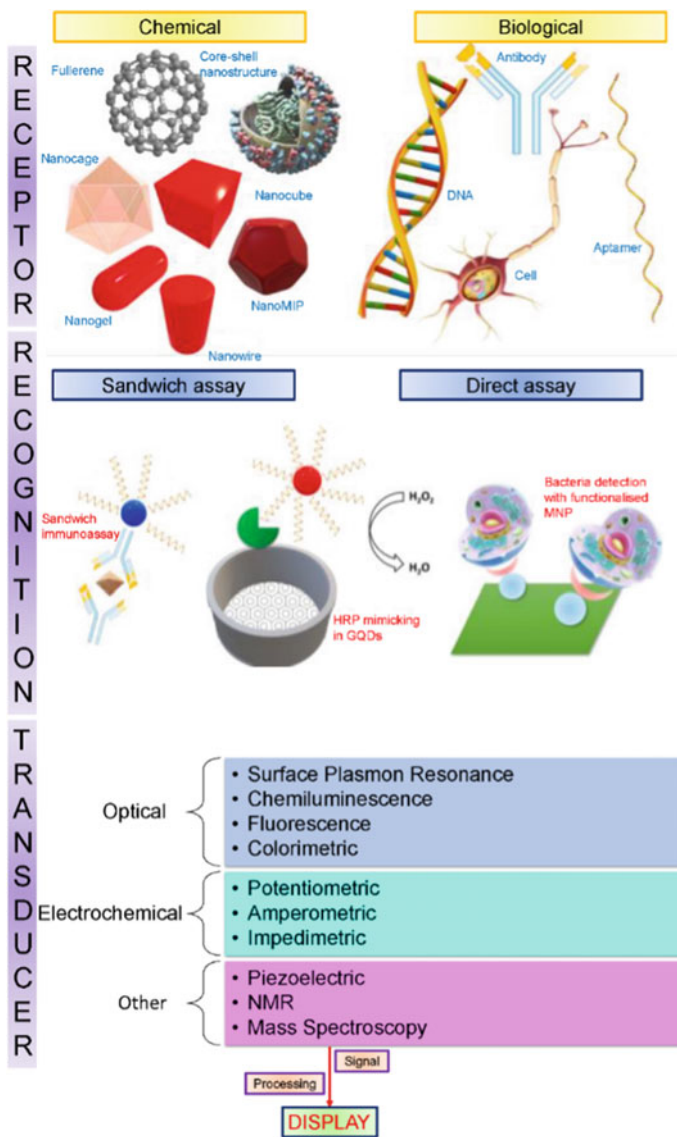 RECEPTOR
Chemical
Biological
Fullerene
Core-shell
nanostructure
Nanocage
Nanocube
Nanogel
NanoMIP
Nanowire
Antibody
DNA
Cell
Aptamer
RECOGNITION
Sandwich assay
Direct assay
Sandwich
immunoassay
H₂O₂
H₂O
HRP mimicking
in GQDs
Bacteria detection
with functionalised
MNP
TRANSDUCER
Optical
• Surface Plasmon Resonance
• Chemiluminescence
• Fluorescence
• Colorimetric
Electrochemical
• Potentiometric
• Amperometric
• Impedimetric
Other
• Piezoelectric
• NMR
• Mass Spectroscopy
Signal
Processing
DISPLAY